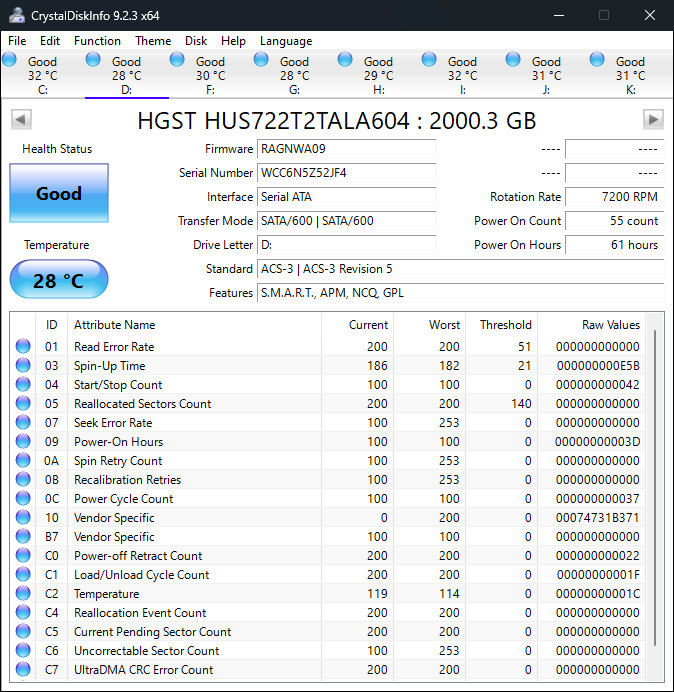 CrystalDiskInfo 9.2.3 x64
File Edit Function Theme Disk Help Language
Good Good Good Good Good Good Good Good
32 °C 28 °C 30 °C 28 °C 29 °C 32 °C 31 °C 31 °C
C: D: F: G: H: I: J: K:
HGST HUS722T2TALA604 : 2000.3 GB
Health Status Firmware RAGNWA09 ---- ----
Serial Number WCC6N5Z52JF4 ---- ----
Good Interface Serial ATA Rotation Rate 7200 RPM
Transfer Mode SATA/600 | SATA/600 Power On Count 55 count
Temperature Drive Letter D: Power On Hours 61 hours
28 °C Standard ACS-3 | ACS-3 Revision 5
Features S.M.A.R.T., APM, NCQ, GPL
ID Attribute Name Current Worst Threshold Raw Values
01 Read Error Rate 200 200 51 000000000000
03 Spin-Up Time 186 182 21 000000000E5B
04 Start/Stop Count 100 100 0 000000000042
05 Reallocated Sectors Count 200 200 140 000000000000
07 Seek Error Rate 100 253 0 000000000000
09 Power-On Hours 100 100 0 00000000003D
0A Spin Retry Count 100 253 0 000000000000
0B Recalibration Retries 100 253 0 000000000000
0C Power Cycle Count 100 100 0 000000000037
10 Vendor Specific 0 200 0 00074731B371
B7 Vendor Specific 100 100 0 000000000000
C0 Power-off Retract Count 200 200 0 000000000022
C1 Load/Unload Cycle Count 200 200 0 00000000001F
C2 Temperature 119 114 0 00000000001C
C4 Reallocation Event Count 200 200 0 000000000000
C5 Current Pending Sector Count 200 200 0 000000000000
C6 Uncorrectable Sector Count 100 253 0 000000000000
C7 UltraDMA CRC Error Count 200 200 0 000000000000